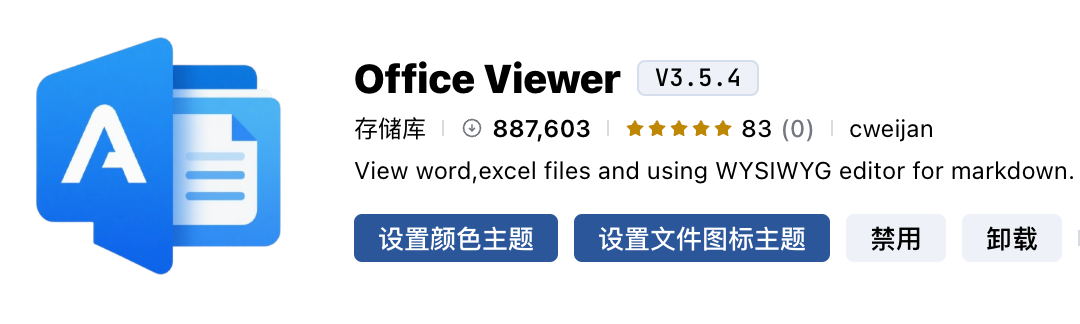 A
Office Viewer V3.5.4
存储库 887,603 83 (0) cweijan
View word,excel files and using WYSIWYG editor for markdown.
设置颜色主题 设置文件图标主题 禁用 卸载